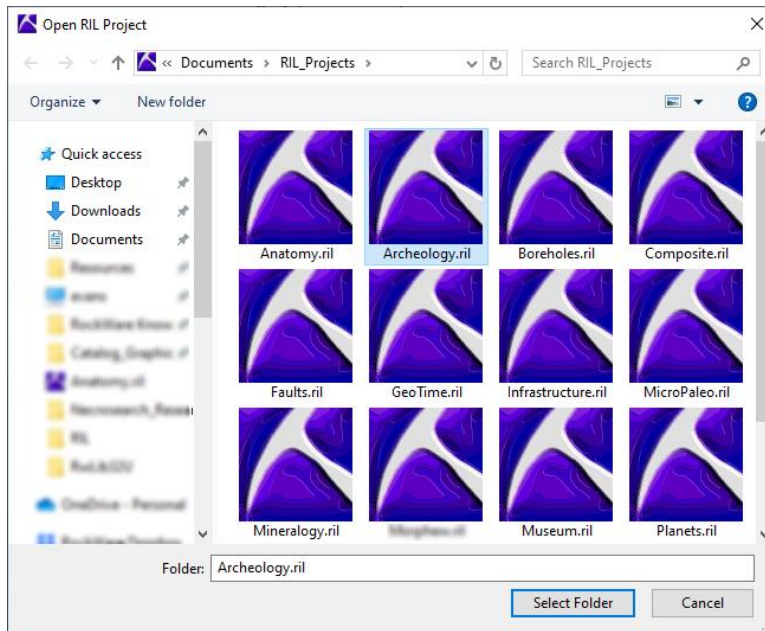 Open RIL Project
« Documents > RIL_Projects >
Search RIL_Projects
Organize
New folder
Quick access
Desktop
Downloads
Documents
Anatomy.ril
Archeology.ril
Boreholes.ril
Composite.ril
Faults.ril
GeoTime.ril
Infrastructure.ril
MicroPaleo.ril
Mineralogy.ril
Museum.ril
Planets.ril
Folder: Archeology.ril
Select Folder
Cancel